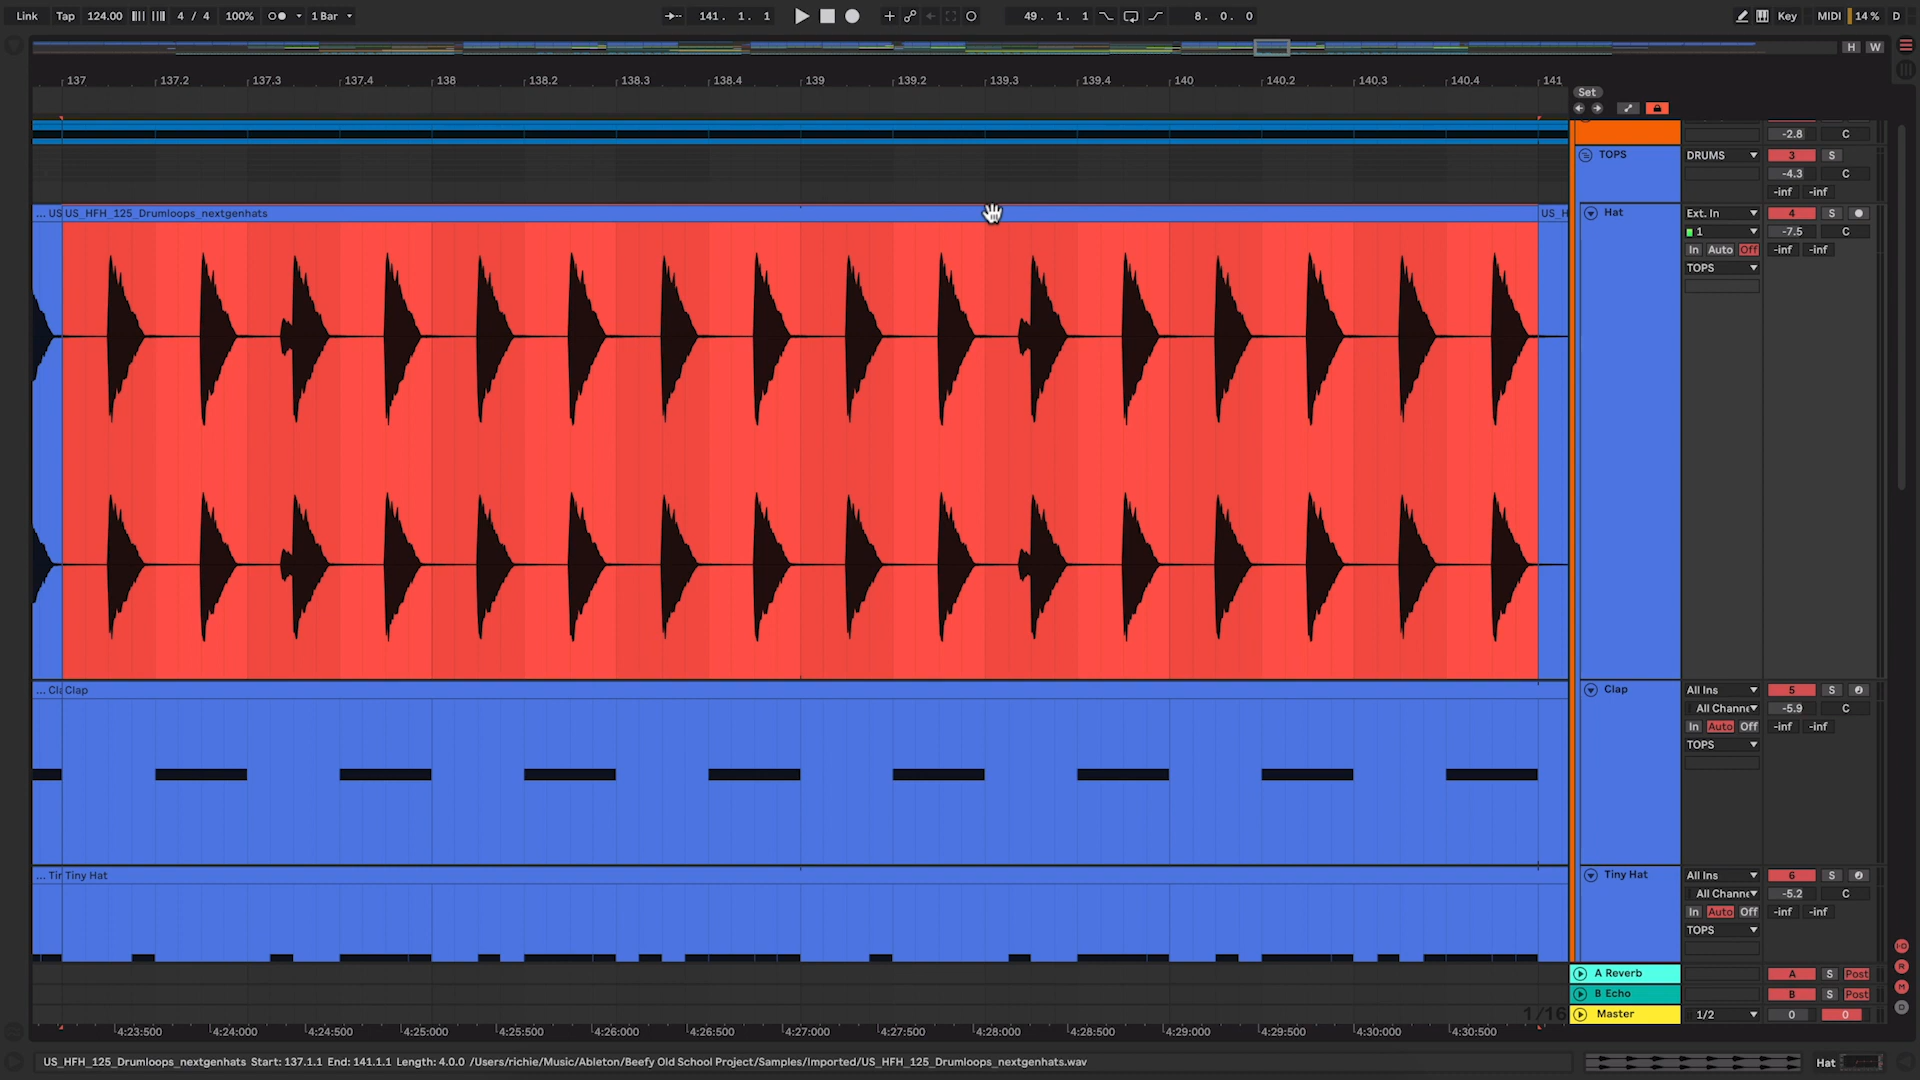 Link Tap 124.00 4 / 4 100% 1 Bar 141. 1. 1 49. 1. 1 8. 0. 0 Key MIDI 14 % D
H W
137 137.2 137.3 137.4 138 138.2 138.3 138.4 139 139.2 139.3 139.4 140 140.2 140.3 140.4 141
Set
-2.8 C
TOPS DRUMS 3 S
-4.3 C
-inf -inf
... US US_HFH_125_Drumloops_nextgenhats US_H
Hat Ext. In 4 S
1 -7.5 C
In Auto Off -inf -inf
TOPS
... Cla Clap
Clap All Ins 5 S
All Channe -5.9 C
In Auto Off -inf -inf
TOPS
... Tin Tiny Hat
Tiny Hat All Ins 6 S
All Channe -5.2 C
In Auto Off -inf -inf
TOPS
A Reverb A S Post
B Echo B S Post
1/16 Master 1/2 0 0
I·D
R
M
D
4:23:500 4:24:000 4:24:500 4:25:000 4:25:500 4:26:000 4:26:500 4:27:000 4:27:500 4:28:000 4:28:500 4:29:000 4:29:500 4:30:000 4:30:500
US_HFH_125_Drumloops_nextgenhats Start: 137.1.1 End: 141.1.1 Length: 4.0.0 /Users/richie/Music/Ableton/Beefy Old School Project/Samples/Imported/US_HFH_125_Drumloops_nextgenhats.wav Hat